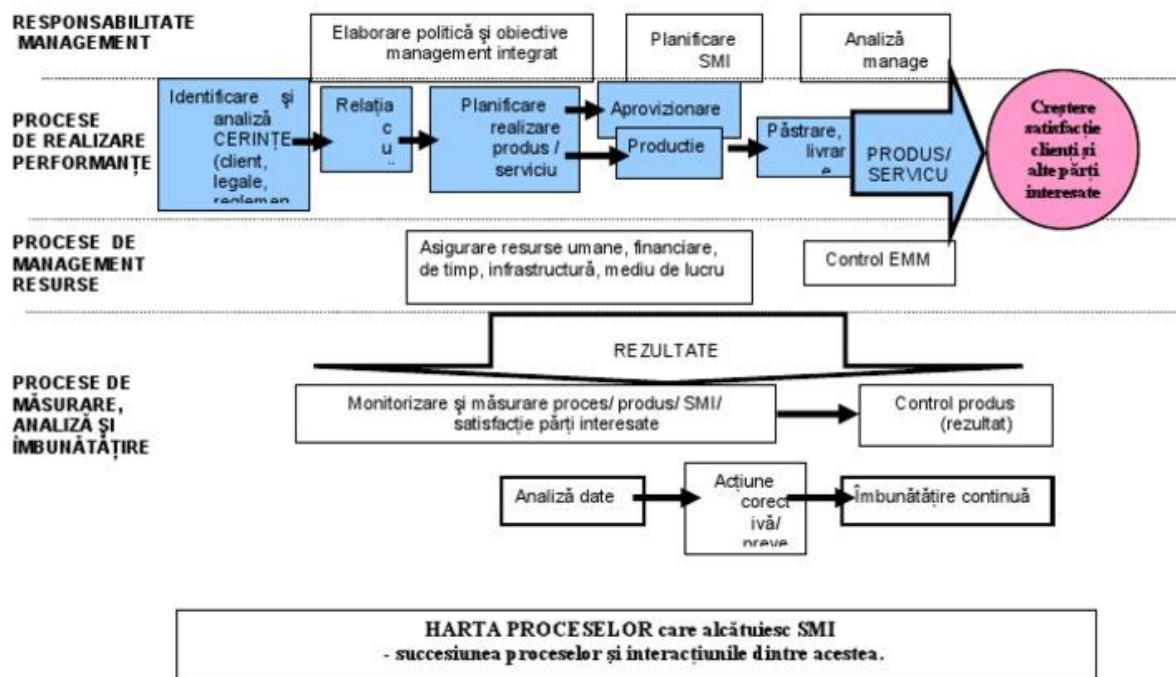 RESPONSABILITATE
MANAGEMENT
Elaborare politică şi obiective
management integrat
Planificare
SMI
Analiză
manage
PROCESE
DE REALIZARE
PERFORMANŢE
Identificare şi
analiză
CERINŢE
(client,
legale,
Relaţia
c
u
Planificare
realizare
produs /
serviciu
Aprovizionare
Productie
Păstrare,
livrar
e
PRODUS/
SERVICU
Creştere
satisfacţie
clienţi şi
alte părţi
interesate
PROCESE DE
MANAGEMENT
RESURSE
Asigurare resurse umane, financiare,
de timp, infrastructură, mediu de lucru
Control EMM
REZULTATE
PROCESE DE
MĂSURARE,
ANALIZĂ ŞI
ÎMBUNĂTĂŢIRE
Monitorizare şi măsurare proces/ produs/ SMI/
satisfacţie părţi interesate
Control produs
(rezultat)
Analiză date
Acţiune
corect
ivă/
preve
Îmbunătăţire continuă
HARTA PROCESELOR care alcătuiesc SMI
- succesiunea proceselor şi interacţiunile dintre acestea.